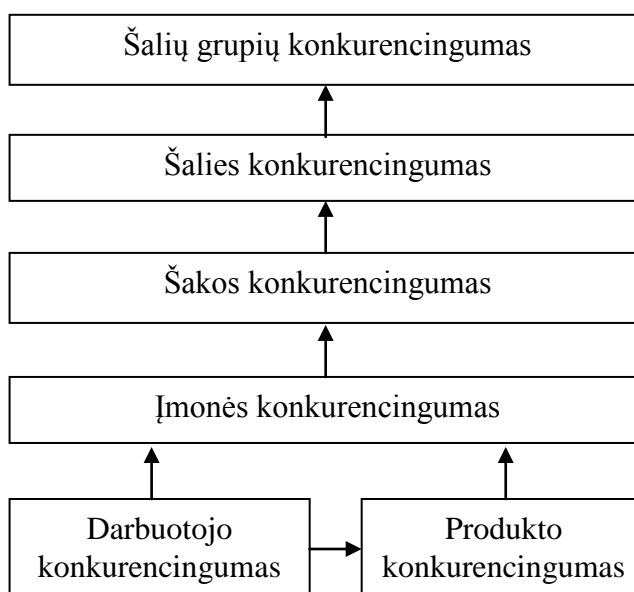 Šalių grupių konkurencingumas
Šalies konkurencingumas
Šakos konkurencingumas
Įmonės konkurencingumas
Darbuotojo
konkurencingumas
Produkto
konkurencingumas